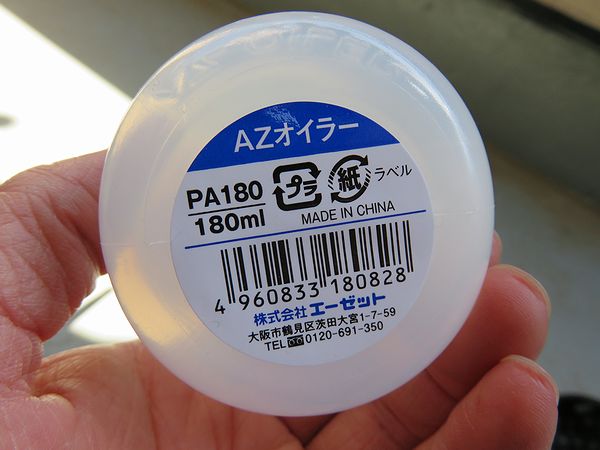 AZ OILER
AZオイラー
PA180
180ml
プラ
紙
ラベル
MADE IN CHINA
4 960833 180828
株式会社 エーゼット
大阪市鶴見区茨田大宮1-7-59
TEL 0120-691-350